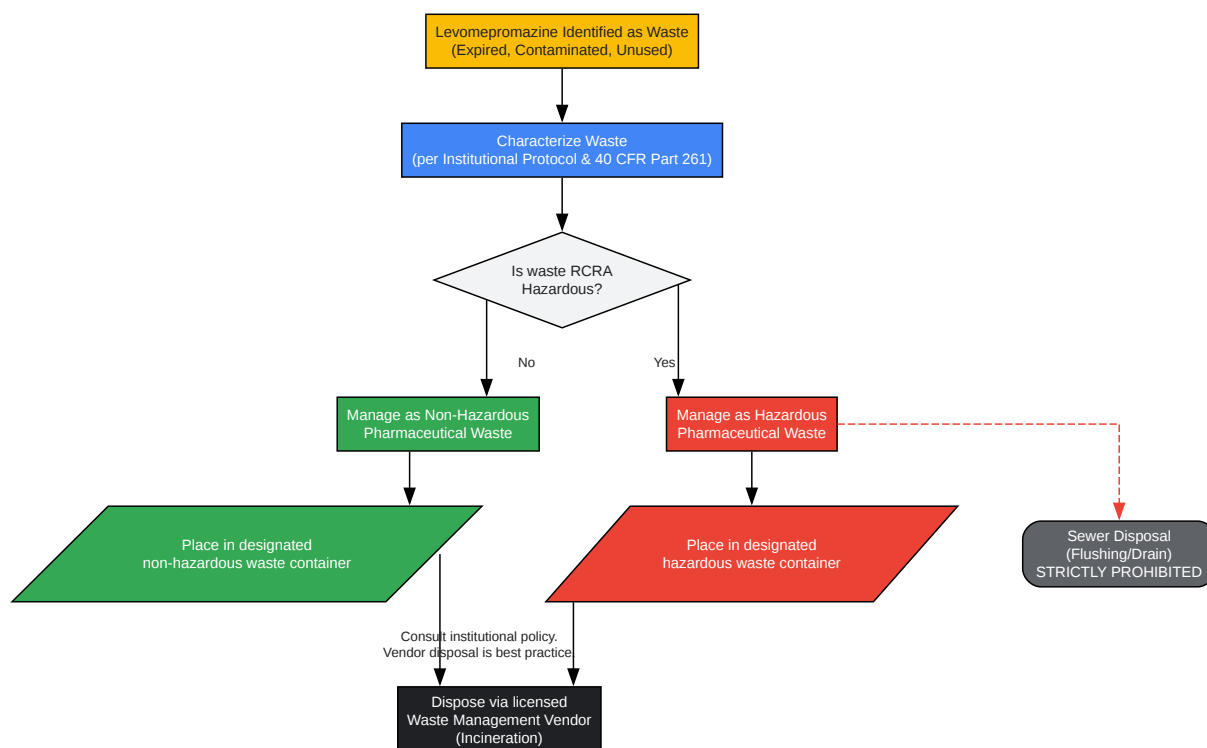 Levomepromazine Identified as Waste
(Expired, Contaminated, Unused)
Characterize Waste
(per Institutional Protocol & 40 CFR Part 261)
Is waste RCRA
Hazardous?
No
Yes
Manage as Non-Hazardous
Pharmaceutical Waste
Manage as Hazardous
Pharmaceutical Waste
Place in designated
non-hazardous waste container
Place in designated
hazardous waste container
Sewer Disposal
(Flushing/Drain)
STRICTLY PROHIBITED
Consult institutional policy.
Vendor disposal is best practice.
Dispose via licensed
Waste Management Vendor
(Incineration)